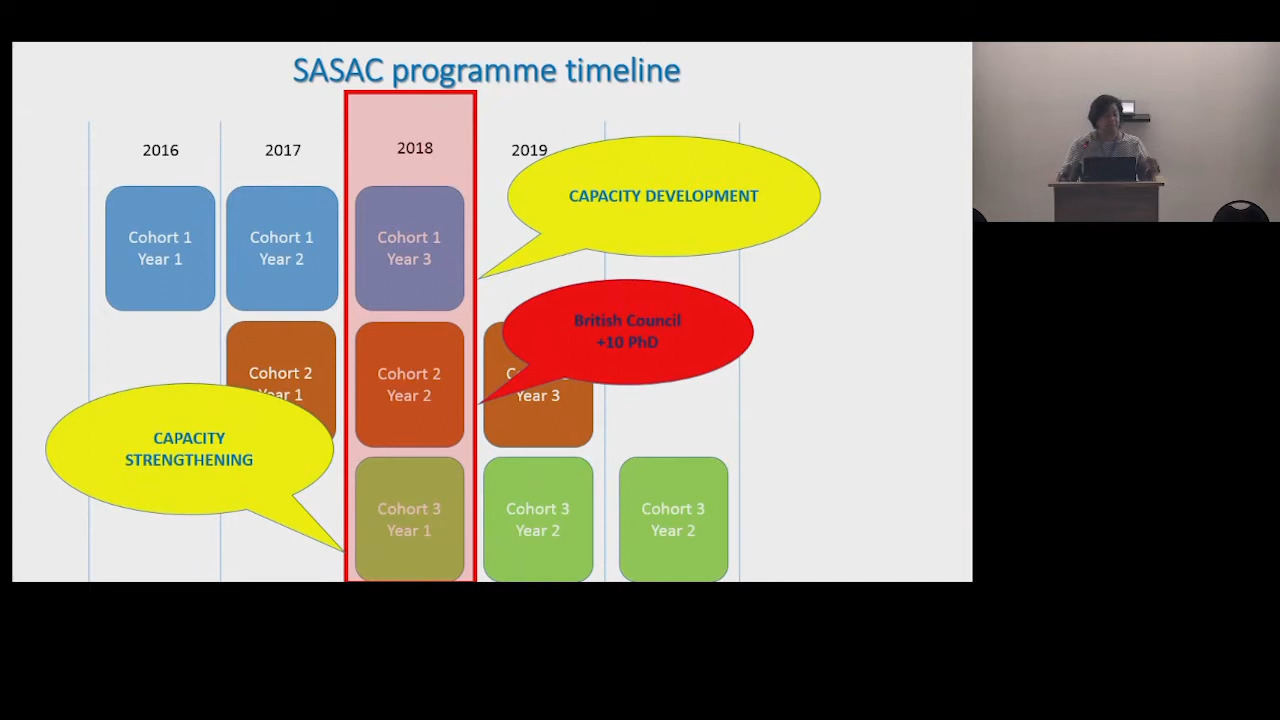 SASAC programme timeline
2016
2017
2018
2019
CAPACITY DEVELOPMENT
Cohort 1
Year 1
Cohort 1
Year 2
Cohort 1
Year 3
British Council
+10 PhD
Cohort 2
Year 1
Cohort 2
Year 2
Year 3
CAPACITY
STRENGTHENING
Cohort 3
Year 1
Cohort 3
Year 2
Cohort 3
Year 2